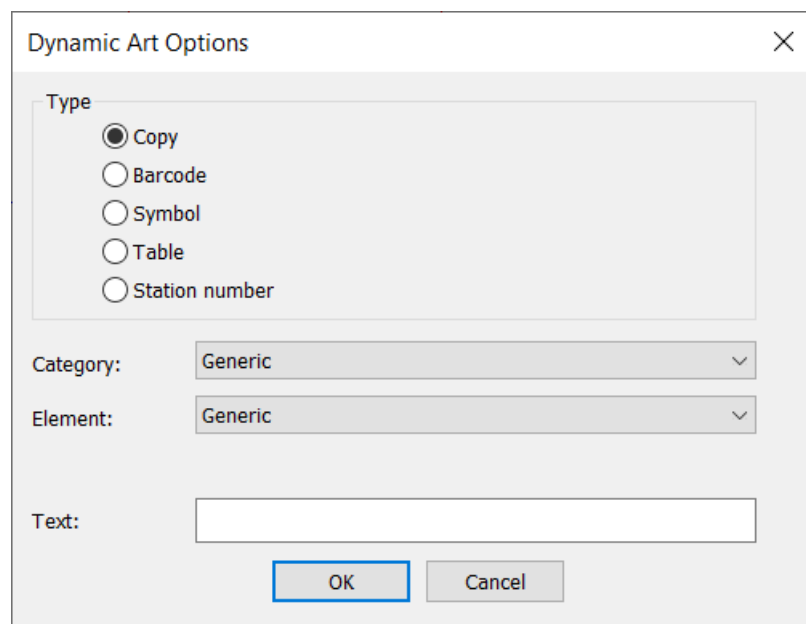 Dynamic Art Options
Type
Copy
Barcode
Symbol
Table
Station number
Category:
Generic
Element:
Generic
Text:
OK
Cancel